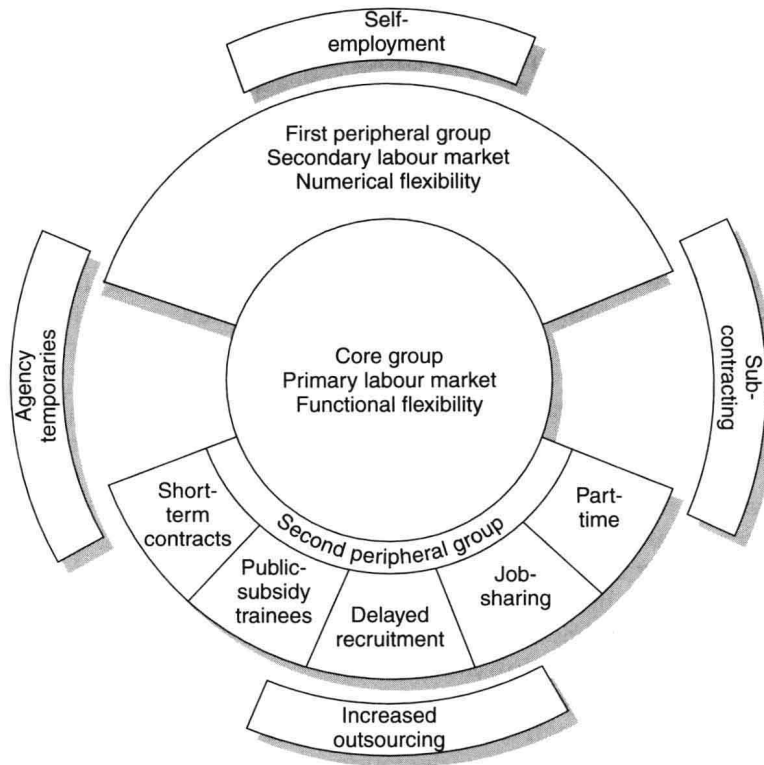 Self-
employment
First peripheral group
Secondary labour market
Numerical flexibility
Agency
temporaries
Core group
Primary labour market
Functional flexibility
Sub-
contracting
Second peripheral group
Short-
term
contracts
Public-
subsidy
trainees
Delayed
recruitment
Job-
sharing
Part-
time
Increased
outsourcing